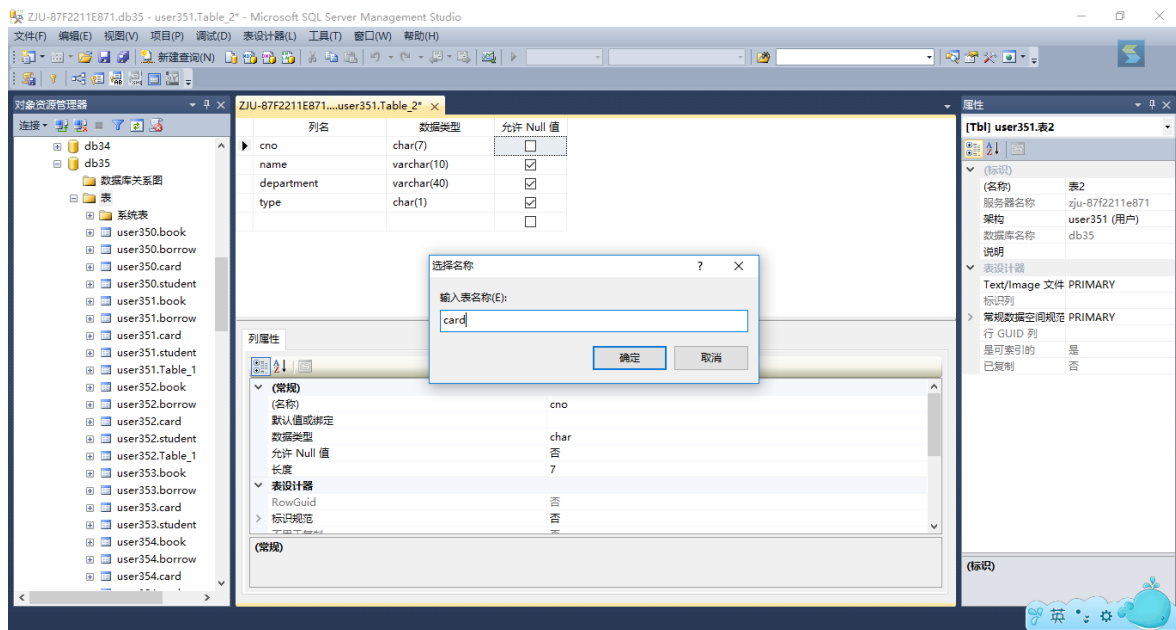 ZJU-87F2211E871.db35 - user351.Table_2* - Microsoft SQL Server Management Studio
文件(F) 编辑(E) 视图(V) 项目(P) 调试(D) 表设计器(L) 工具(T) 窗口(W) 帮助(H)
新建查询(N)
对象资源管理器
连接
db34
db35
数据库关系图
表
系统表
user350.book
user350.borrow
user350.card
user350.student
user351.book
user351.borrow
user351.card
user351.student
user351.Table_1
user352.book
user352.borrow
user352.card
user352.student
user352.Table_1
user353.book
user353.borrow
user353.card
user353.student
user354.book
user354.borrow
user354.card
ZJU-87F2211E871....user351.Table_2*
列名 数据类型 允许 Null 值
cno char(7)
name varchar(10)
department varchar(40)
type char(1)
选择名称
输入表名称(E):
card
确定 取消
列属性
(常规)
(名称) cno
默认值或绑定
数据类型 char
允许 Null 值 否
长度 7
表设计器
RowGuid 否
标识规范 否
不用于复制 否
(常规)
属性
[Tbl] user351.表2
(标识)
(名称) 表2
服务器名称 zju-87f2211e871
架构 user351 (用户)
数据库名称 db35
说明
表设计器
Text/Image 文件 PRIMARY
标识列
常规数据空间规范 PRIMARY
行 GUID 列
是可索引的 是
已复制 否
(标识)
英